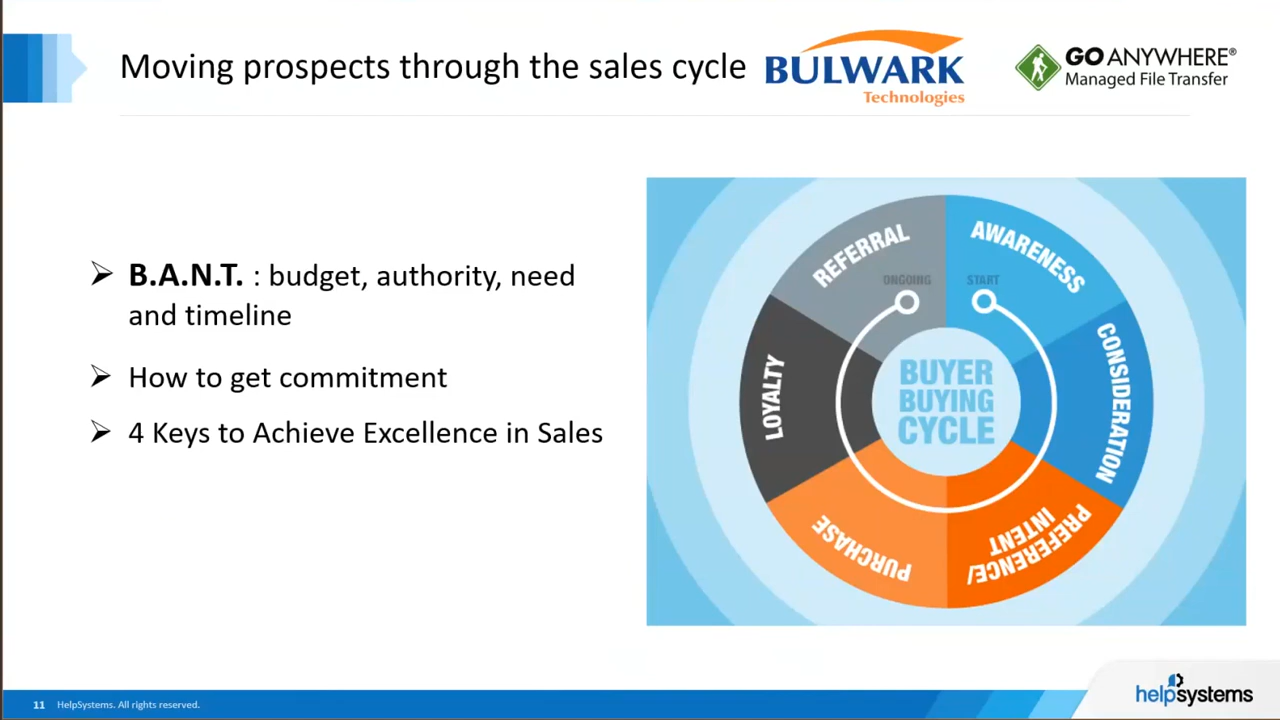 Moving prospects through the sales cycle
BULWARK
Technologies
GO ANYWHERE®
Managed File Transfer
➢ B.A.N.T. : budget, authority, need
and timeline
➢ How to get commitment
➢ 4 Keys to Achieve Excellence in Sales
REFERRAL
AWARENESS
ONGOING
START
CONSIDERATION
LOYALTY
BUYER
BUYING
CYCLE
PURCHASE
PREFERENCE/
INTENT
11 HelpSystems. All rights reserved.
helpsystems